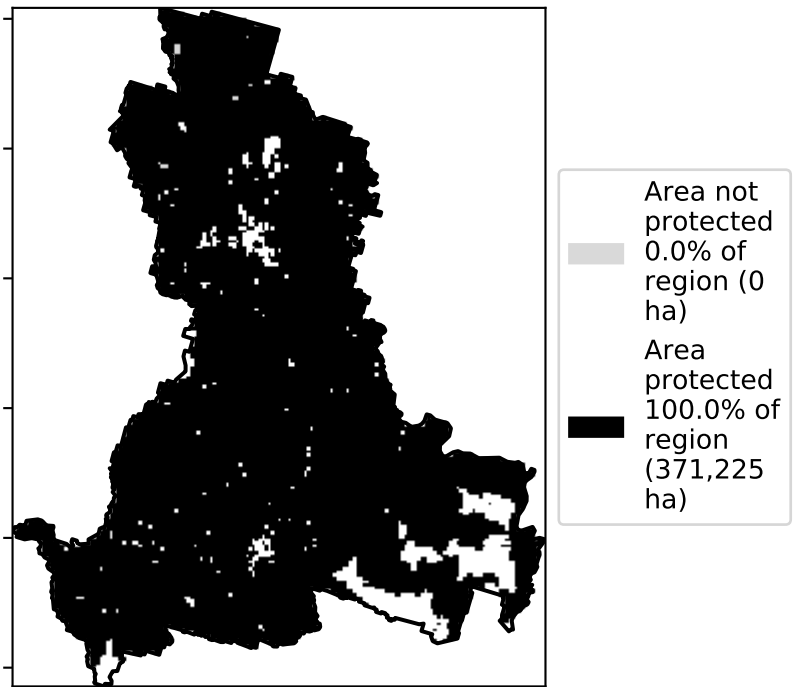 Area not
protected
0.0% of
region (0
ha)
Area
protected
100.0% of
region
(371,225
ha)